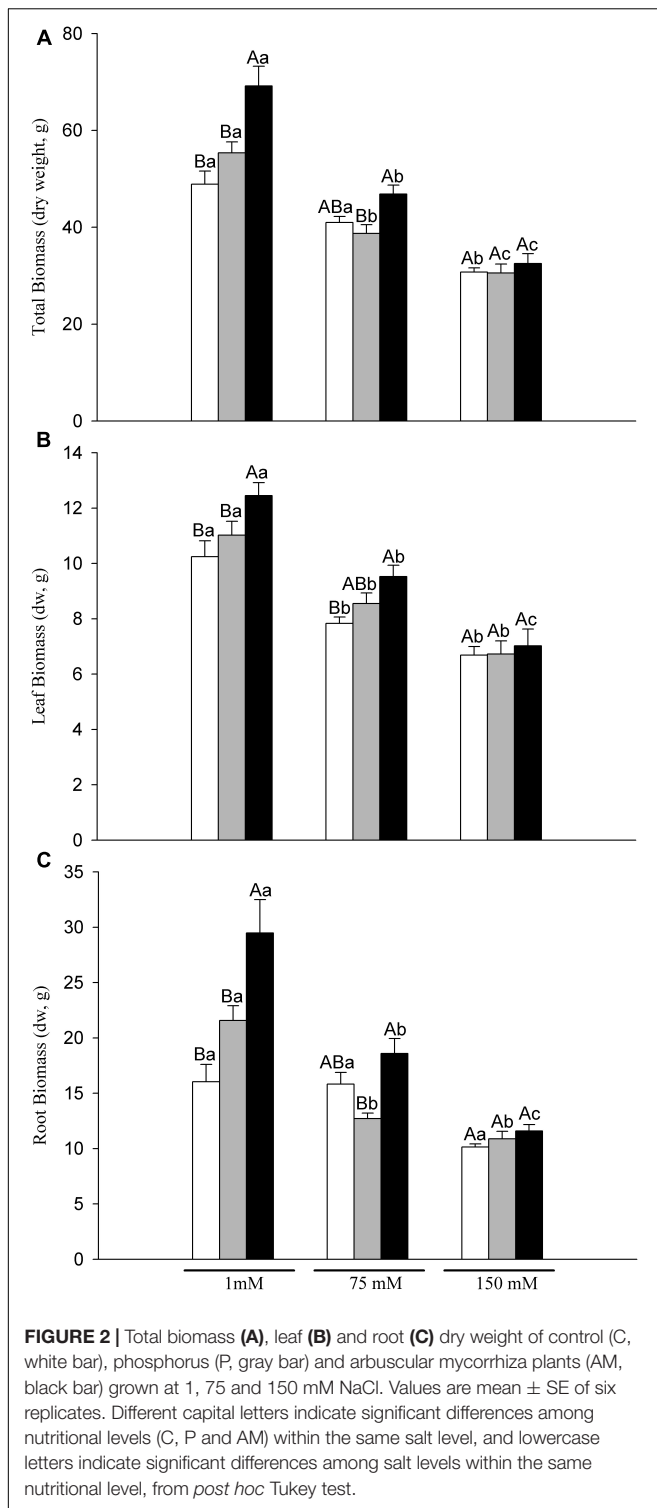 A
80
60
40
20
0
Total Biomass (dry weight, g)
Ba
Ba
Aa
ABa
Bb
Ab
Ab
Ac
Ac
B
14
12
10
8
6
4
2
0
Leaf Biomass (dw, g)
Ba
Ba
Aa
Bb
ABb
Ab
Ab
Ab
Ac
C
35
30
25
20
15
10
5
0
Root Biomass (dw, g)
Ba
Ba
Aa
ABa
Bb
Ab
Aa
Ab
Ac
1mM
75 mM
150 mM
FIGURE 2 | Total biomass (A), leaf (B) and root (C) dry weight of control (C,
white bar), phosphorus (P, gray bar) and arbuscular mycorrhiza plants (AM,
black bar) grown at 1, 75 and 150 mM NaCl. Values are mean ± SE of six
replicates. Different capital letters indicate significant differences among
nutritional levels (C, P and AM) within the same salt level, and lowercase
letters indicate significant differences among salt levels within the same
nutritional level, from post hoc Tukey test.